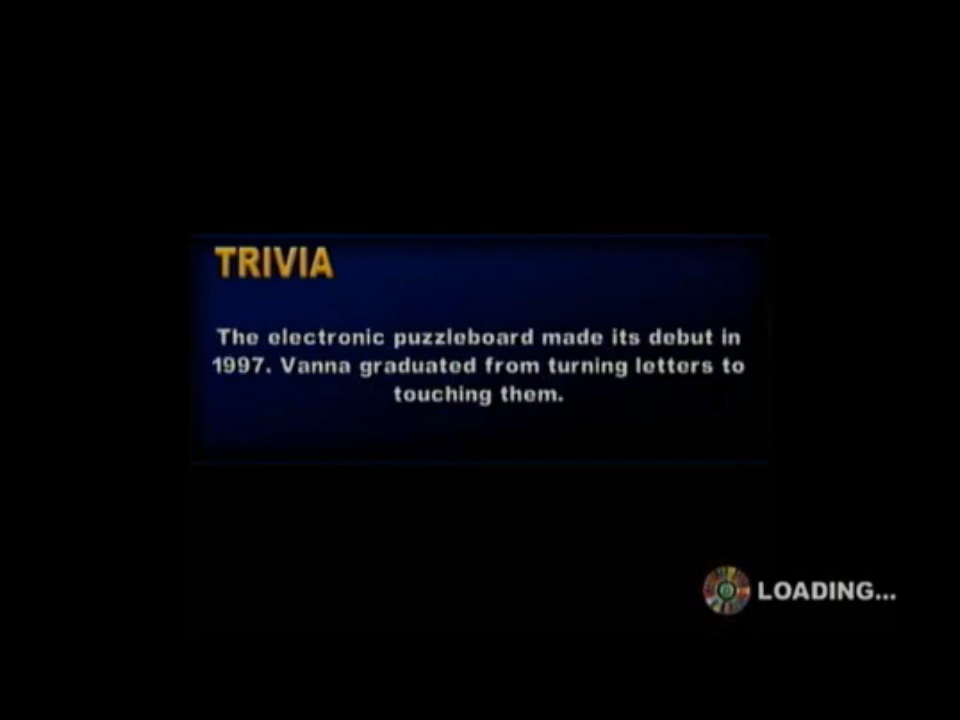 TRIVIA
The electronic puzzleboard made its debut in
1997. Vanna graduated from turning letters to
touching them.
LOADING...